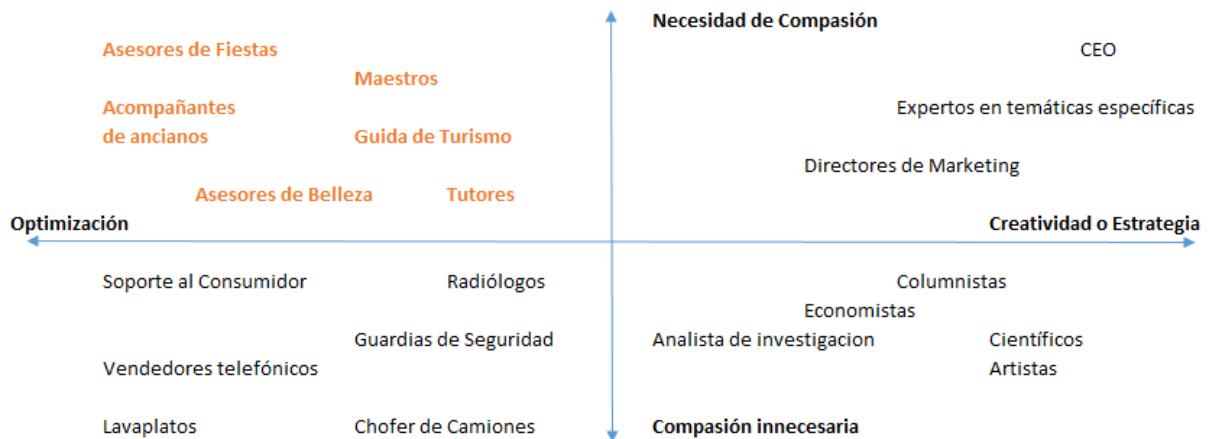 Necesidad de Compasión
Asesores de Fiestas
CEO
Maestros
Acompañantes
de ancianos
Expertos en temáticas específicas
Guida de Turismo
Directores de Marketing
Asesores de Belleza
Tutores
Optimización
Creatividad o Estrategia
Soporte al Consumidor
Radiólogos
Columnistas
Economistas
Guardias de Seguridad
Analista de investigacion
Científicos
Vendedores telefónicos
Artistas
Lavaplatos
Chofer de Camiones
Compasión innecesaria